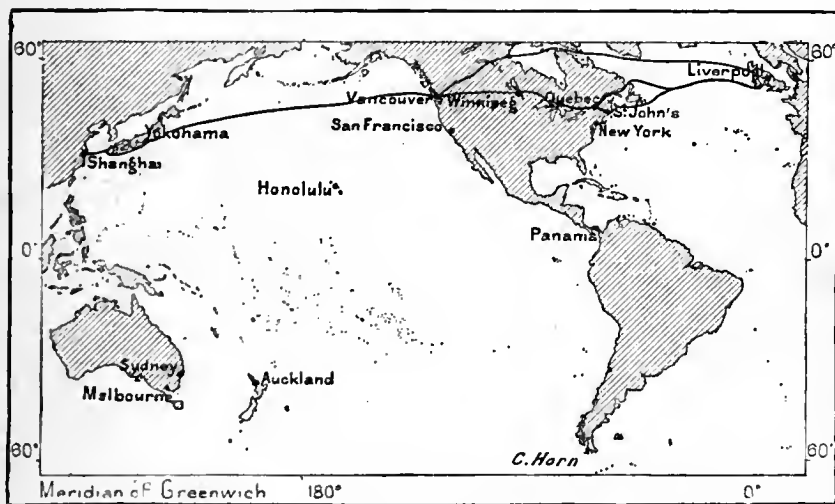 60°
60°
Liverpool
Vancouver Winnipeg Quebec
St. John's
San Francisco
New York
Yokohama
Shanghai
Honolulu
Panama
0°
0°
Sydney
Melbourne
Auckland
60°
60°
C. Horn
Meridian of Greenwich 180° 0°